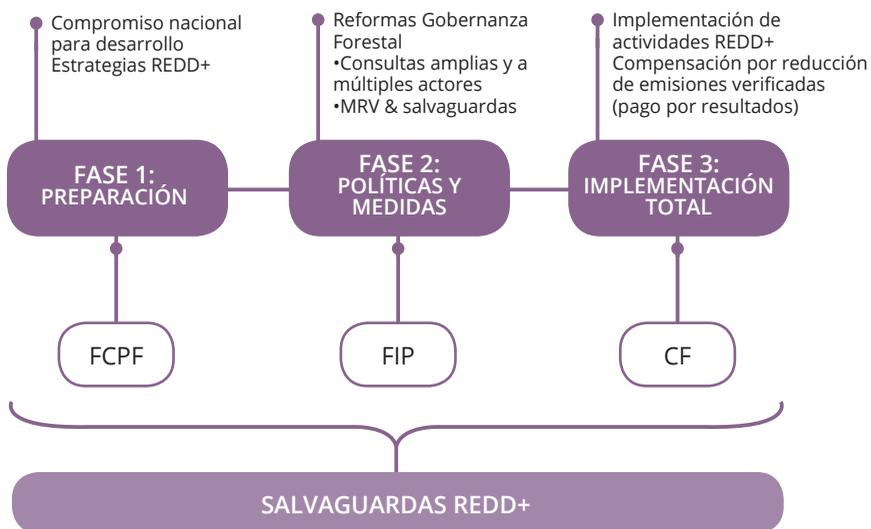 Compromiso nacional
para desarrollo
Estrategias REDD+
Reformas Gobernanza
Forestal
•Consultas amplias y a
múltiples actores
•MRV & salvaguardas
Implementación de
actividades REDD+
Compensación por reducción
de emisiones verificadas
(pago por resultados)
FASE 1:
PREPARACIÓN
FASE 2:
POLÍTICAS Y
MEDIDAS
FASE 3:
IMPLEMENTACIÓN
TOTAL
FCPF
FIP
CF
SALVAGUARDAS REDD+